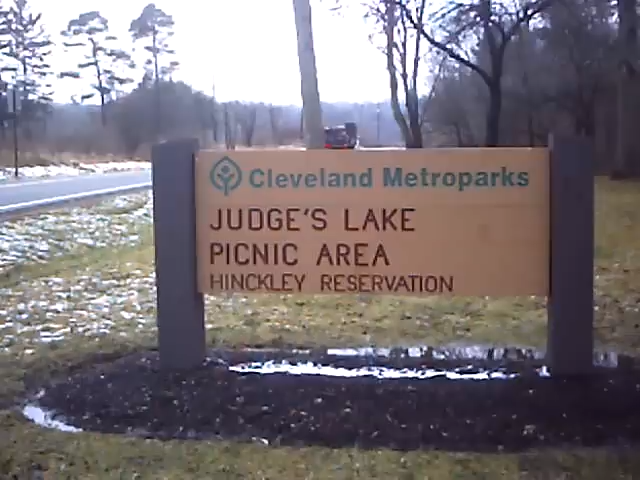 Cleveland Metroparks
JUDGE'S LAKE
PICNIC AREA
HINCKLEY RESERVATION